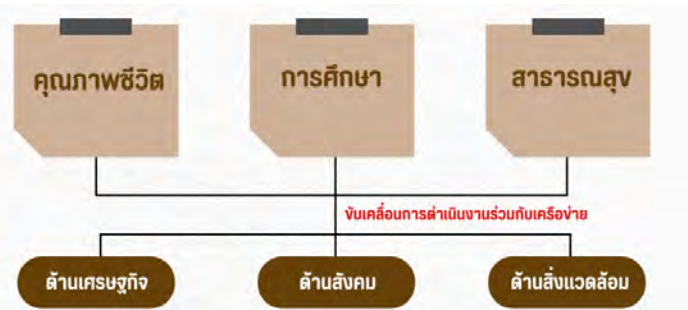 คุณภาพชีวิต
การศึกษา
สาธารณสุข
ขับเคลื่อนการดำเนินงานร่วมกับเครือข่าย
ด้านเศรษฐกิจ
ด้านสังคม
ด้านสิ่งแวดล้อม